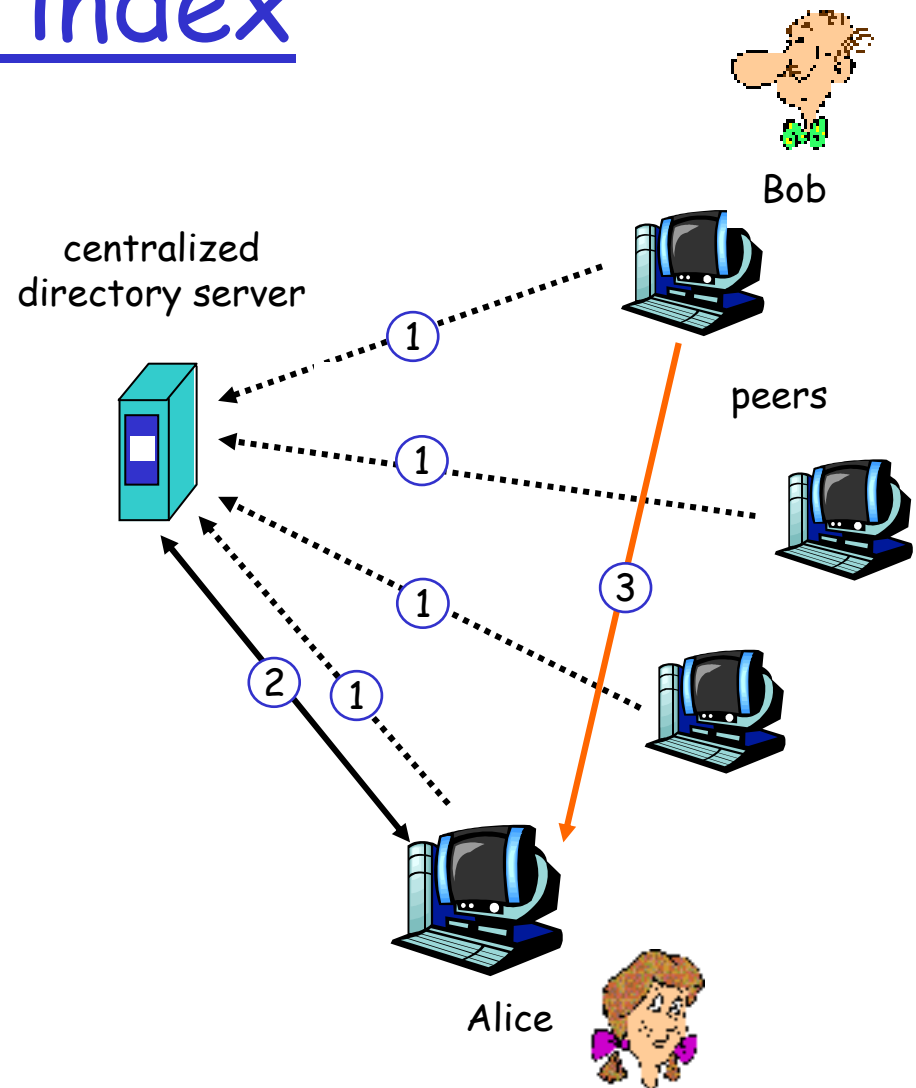 index
Bob
centralized
directory server
1
peers
1
3
1
2
1
Alice